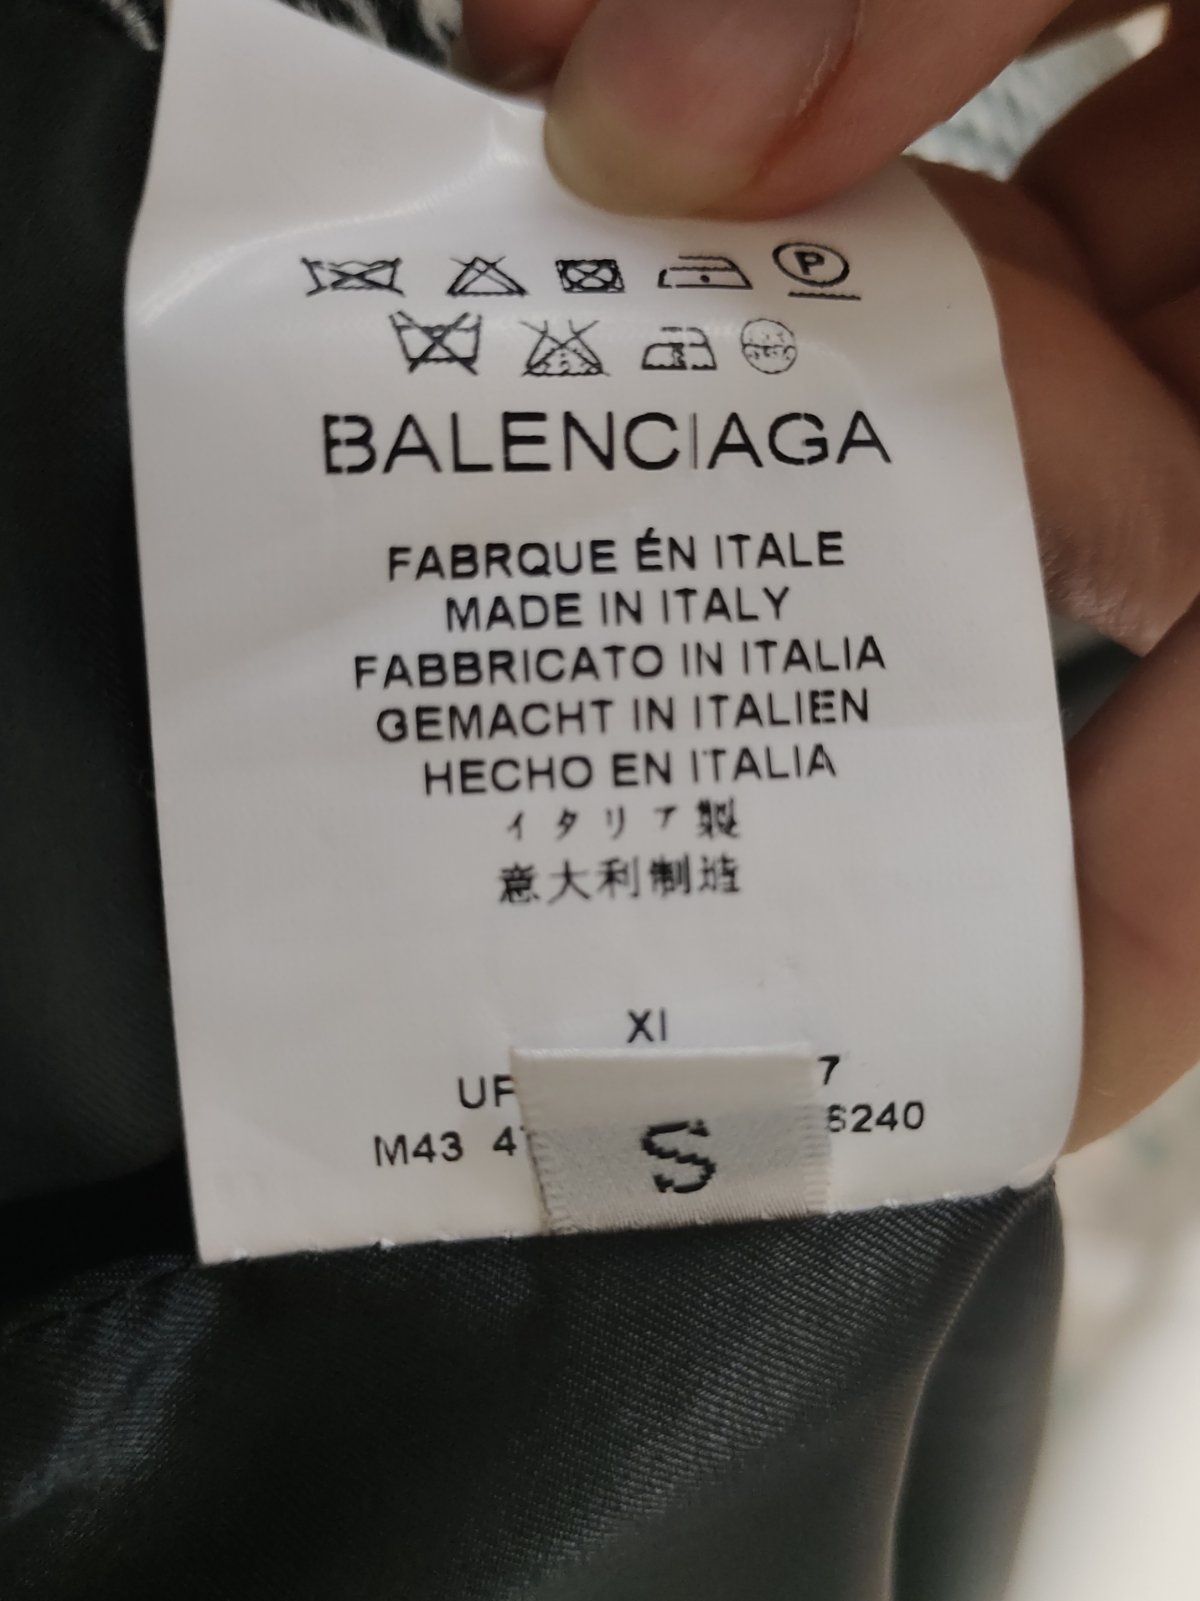 P
BALENCIAGA
FABRQUE ÉN ITALE
MADE IN ITALY
FABBRICATO IN ITALIA
GEMACHT IN ITALIEN
HECHO EN ITALIA
イタリア製
意大利制造
XI
7
M43
6240
S